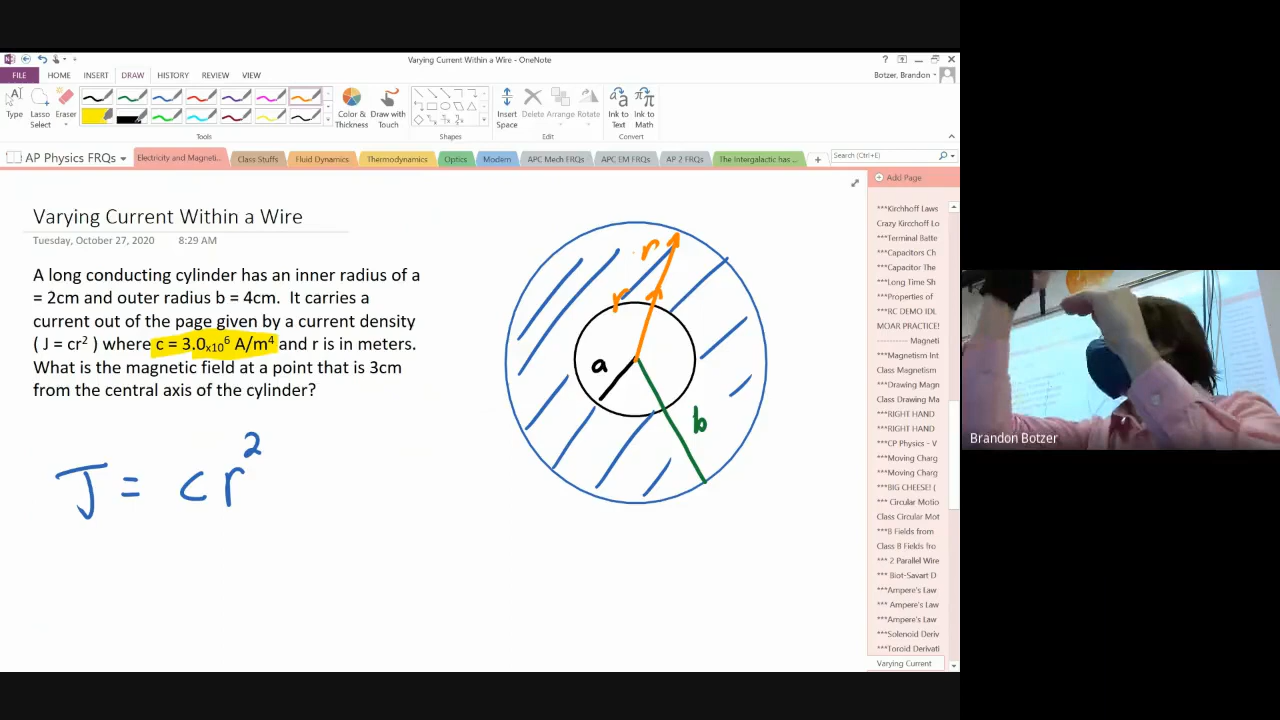 Varying Current Within a Wire - OneNote
FILE HOME INSERT DRAW HISTORY REVIEW VIEW
Botzer, Brandon
Type Lasso Select Eraser
Color & Thickness Draw with Touch
Insert Space Delete Arrange Rotate
Ink to Text Ink to Math
Tools Shapes Edit Convert
AP Physics FRQs Electricity and Magneti... Class Stuffs Fluid Dynamics Thermodynamics Optics Modern APC Mech FRQs APC EM FRQs AP 2 FRQs The Intergalactic has ... Search (Ctrl+E)
Varying Current Within a Wire
Tuesday, October 27, 2020 8:29 AM
A long conducting cylinder has an inner radius of a
= 2cm and outer radius b = 4cm. It carries a
current out of the page given by a current density
( J = cr² ) where c = 3.0x10⁶ A/m⁴ and r is in meters.
What is the magnetic field at a point that is 3cm
from the central axis of the cylinder?
J = cr²
r
r
a
b
Add Page
***Kirchhoff Laws
Crazy Kircchoff Lo
***Terminal Batte
***Capacitors Ch
***Capacitor The
***Long Time Sh
***Properties of
***RC DEMO IDL
MOAR PRACTICE!
---------- Magneti
***Magnetism Int
Class Magnetism
***Drawing Magn
Class Drawing Ma
***RIGHT HAND
***RIGHT HAND
***CP Physics - V
***Moving Charg
***Moving Charg
***BIG CHEESE! (
*** Circular Motio
Class Circular Mot
***B Fields from
Class B Fields fro
*** 2 Parallel Wire
*** Biot-Savart D
***Ampere's Law
*** Ampere's Law
***Ampere's Law
***Solenoid Deriv
***Toroid Derivati
Varying Current
Brandon Botzer